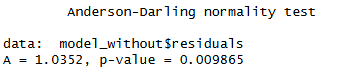 Anderson-Darling normality test
data:  model_without$residuals
A = 1.0352, p-value = 0.009865